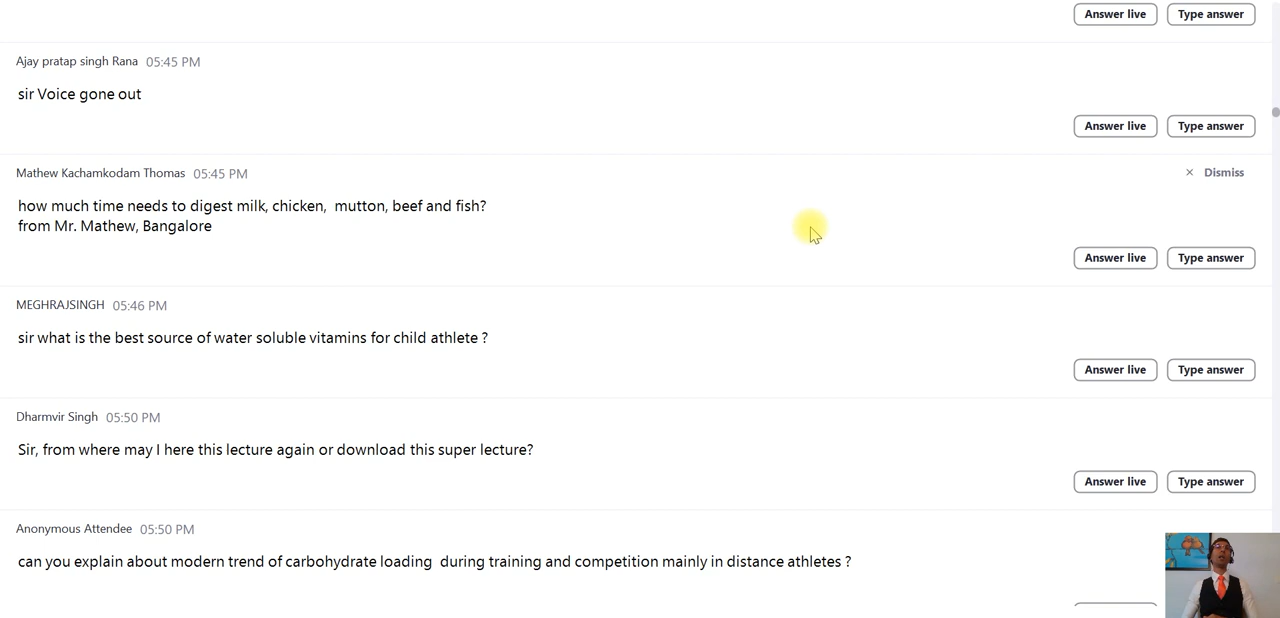 Answer live Type answer
Ajay pratap singh Rana 05:45 PM
sir Voice gone out
Answer live Type answer
Mathew Kachamkodam Thomas 05:45 PM × Dismiss
how much time needs to digest milk, chicken,  mutton, beef and fish?
from Mr. Mathew, Bangalore
Answer live Type answer
MEGHRAJSINGH 05:46 PM
sir what is the best source of water soluble vitamins for child athlete ?
Answer live Type answer
Dharmvir Singh 05:50 PM
Sir, from where may I here this lecture again or download this super lecture?
Answer live Type answer
Anonymous Attendee 05:50 PM
can you explain about modern trend of carbohydrate loading  during training and competition mainly in distance athletes ?